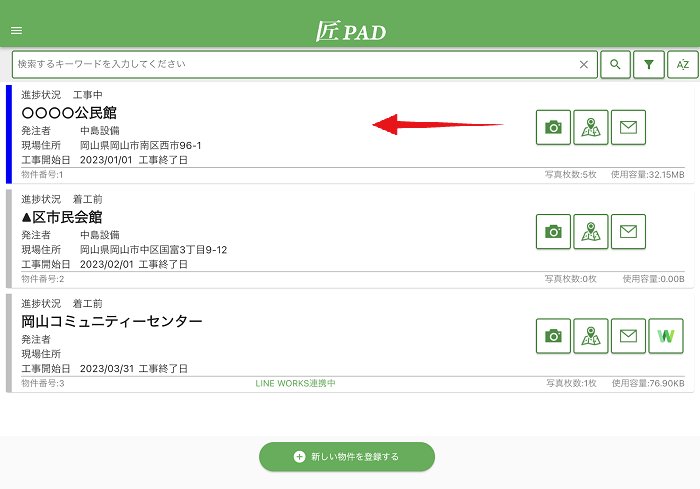 匠PAD
検索するキーワードを入力してください
AZ
進捗状況 工事中
〇〇〇〇公民館
発注者 中島設備
現場住所 岡山県岡山市南区西市96-1
工事開始日 2023/01/01 工事終了日
物件番号:1 写真枚数:5枚 使用容量:32.15MB
進捗状況 着工前
▲区市民会館
発注者 中島設備
現場住所 岡山県岡山市中区国富3丁目9-12
工事開始日 2023/02/01 工事終了日
物件番号:2 写真枚数:0枚 使用容量:0.00B
進捗状況 着工前
岡山コミュニティーセンター
発注者
現場住所
工事開始日 2023/03/31 工事終了日
物件番号:3 LINE WORKS連携中 写真枚数:1枚 使用容量:76.90KB
新しい物件を登録する